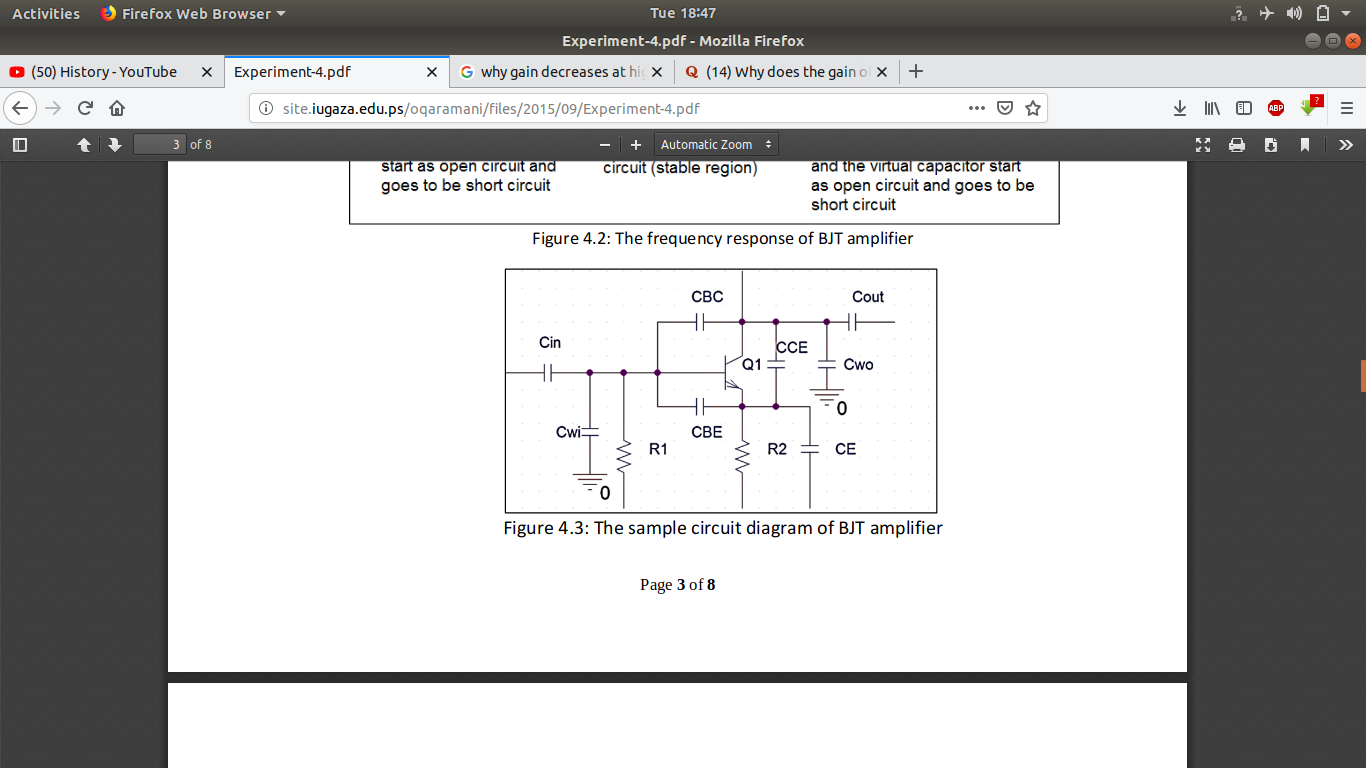 Activities Firefox Web Browser Tue 18:47
Experiment-4.pdf - Mozilla Firefox
(50) History - YouTube Experiment-4.pdf why gain decreases at hi (14) Why does the gain o
site.iugaza.edu.ps/oqaramani/files/2015/09/Experiment-4.pdf ABP ?
3 of 8 Automatic Zoom
start as open circuit and
goes to be short circuit
circuit (stable region)
and the virtual capacitor start
as open circuit and goes to be
short circuit
Figure 4.2: The frequency response of BJT amplifier
CBC Cout
Cin
CCE
Q1 Cwo
0
Cwi CBE
R1 R2 CE
0
Figure 4.3: The sample circuit diagram of BJT amplifier
Page 3 of 8